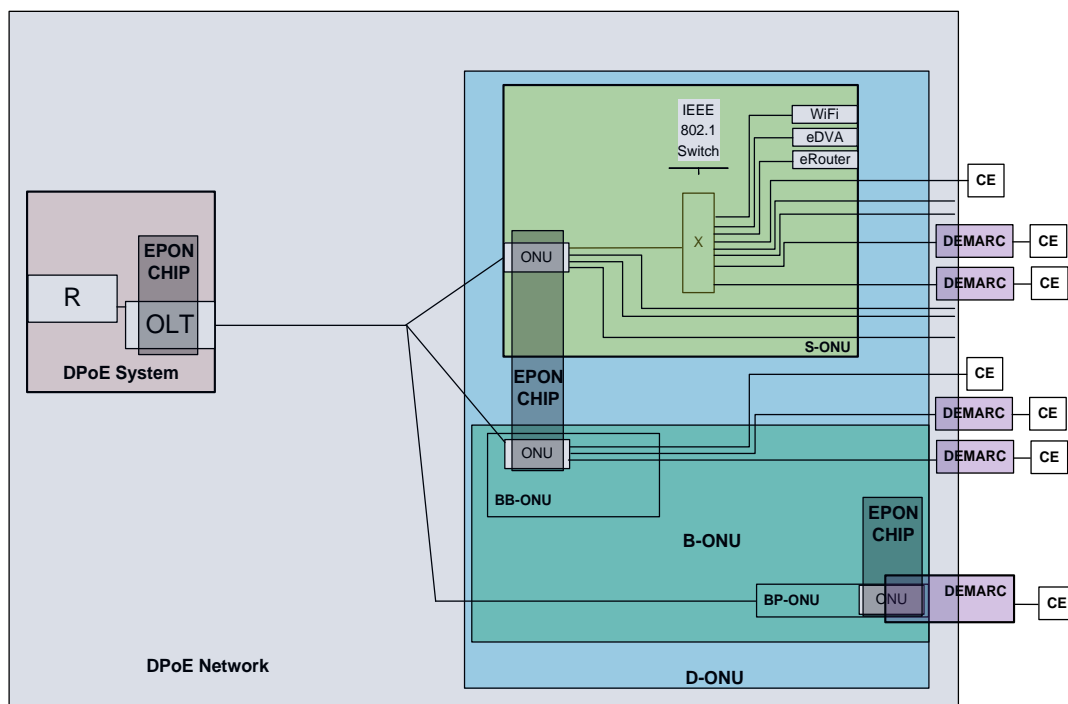 IEEE
802.1
Switch
WiFi
eDVA
eRouter
CE
EPON
CHIP
R
OLT
DPoE System
ONU
X
DEMARC
CE
DEMARC
CE
S-ONU
EPON
CHIP
CE
DEMARC
CE
ONU
DEMARC
CE
BB-ONU
EPON
CHIP
B-ONU
BP-ONU
ONU
DEMARC
CE
DPoE Network
D-ONU